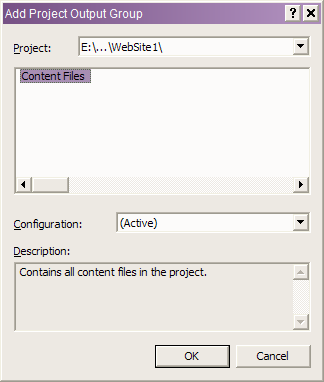 Add Project Output Group
Project: E:\...\WebSite1\
Content Files
Configuration: (Active)
Description:
Contains all content files in the project.
OK Cancel